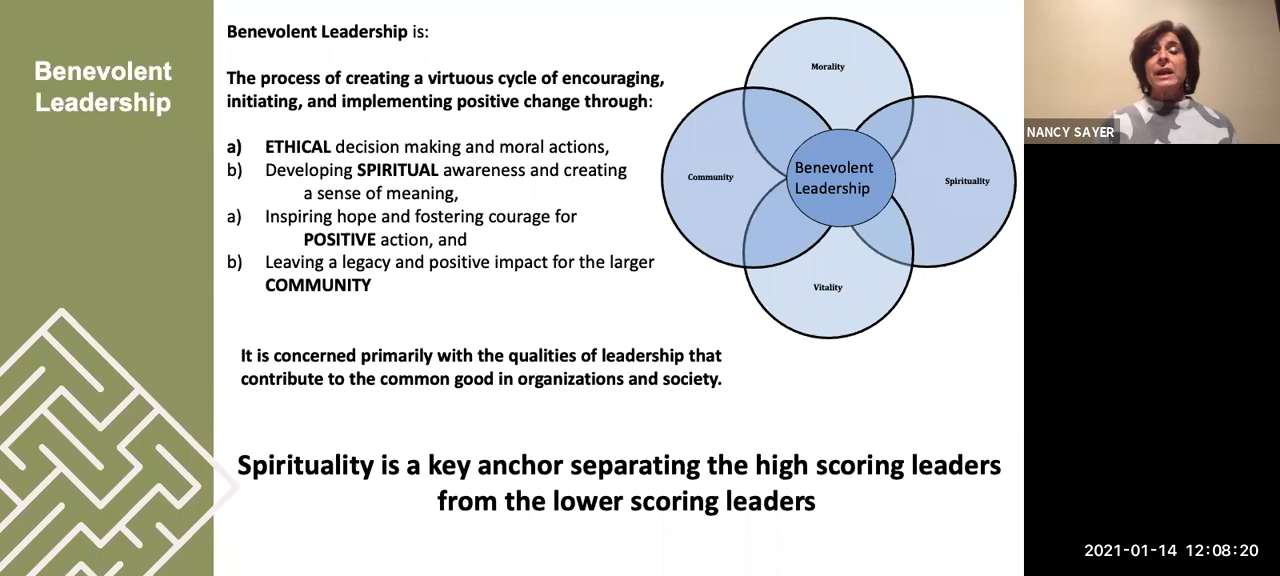 Benevolent
Leadership
Benevolent Leadership is:
The process of creating a virtuous cycle of encouraging,
initiating, and implementing positive change through:
a) ETHICAL decision making and moral actions,
b) Developing SPIRITUAL awareness and creating
a sense of meaning,
a) Inspiring hope and fostering courage for
POSITIVE action, and
b) Leaving a legacy and positive impact for the larger
COMMUNITY
It is concerned primarily with the qualities of leadership that
contribute to the common good in organizations and society.
Spirituality is a key anchor separating the high scoring leaders
from the lower scoring leaders
Morality
Community
Benevolent
Leadership
Spirituality
Vitality
NANCY SAYER
2021-01-14 12:08:20